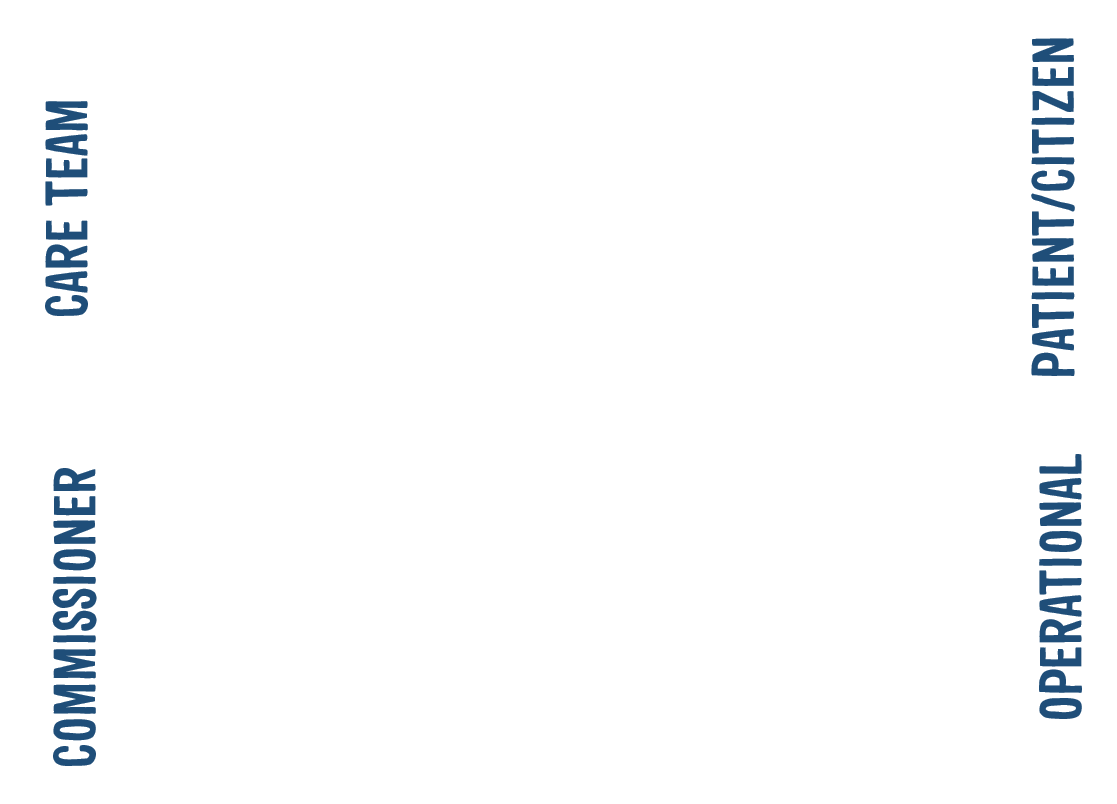 CARE TEAM
PATIENT/CITIZEN
COMMISSIONER
OPERATIONAL